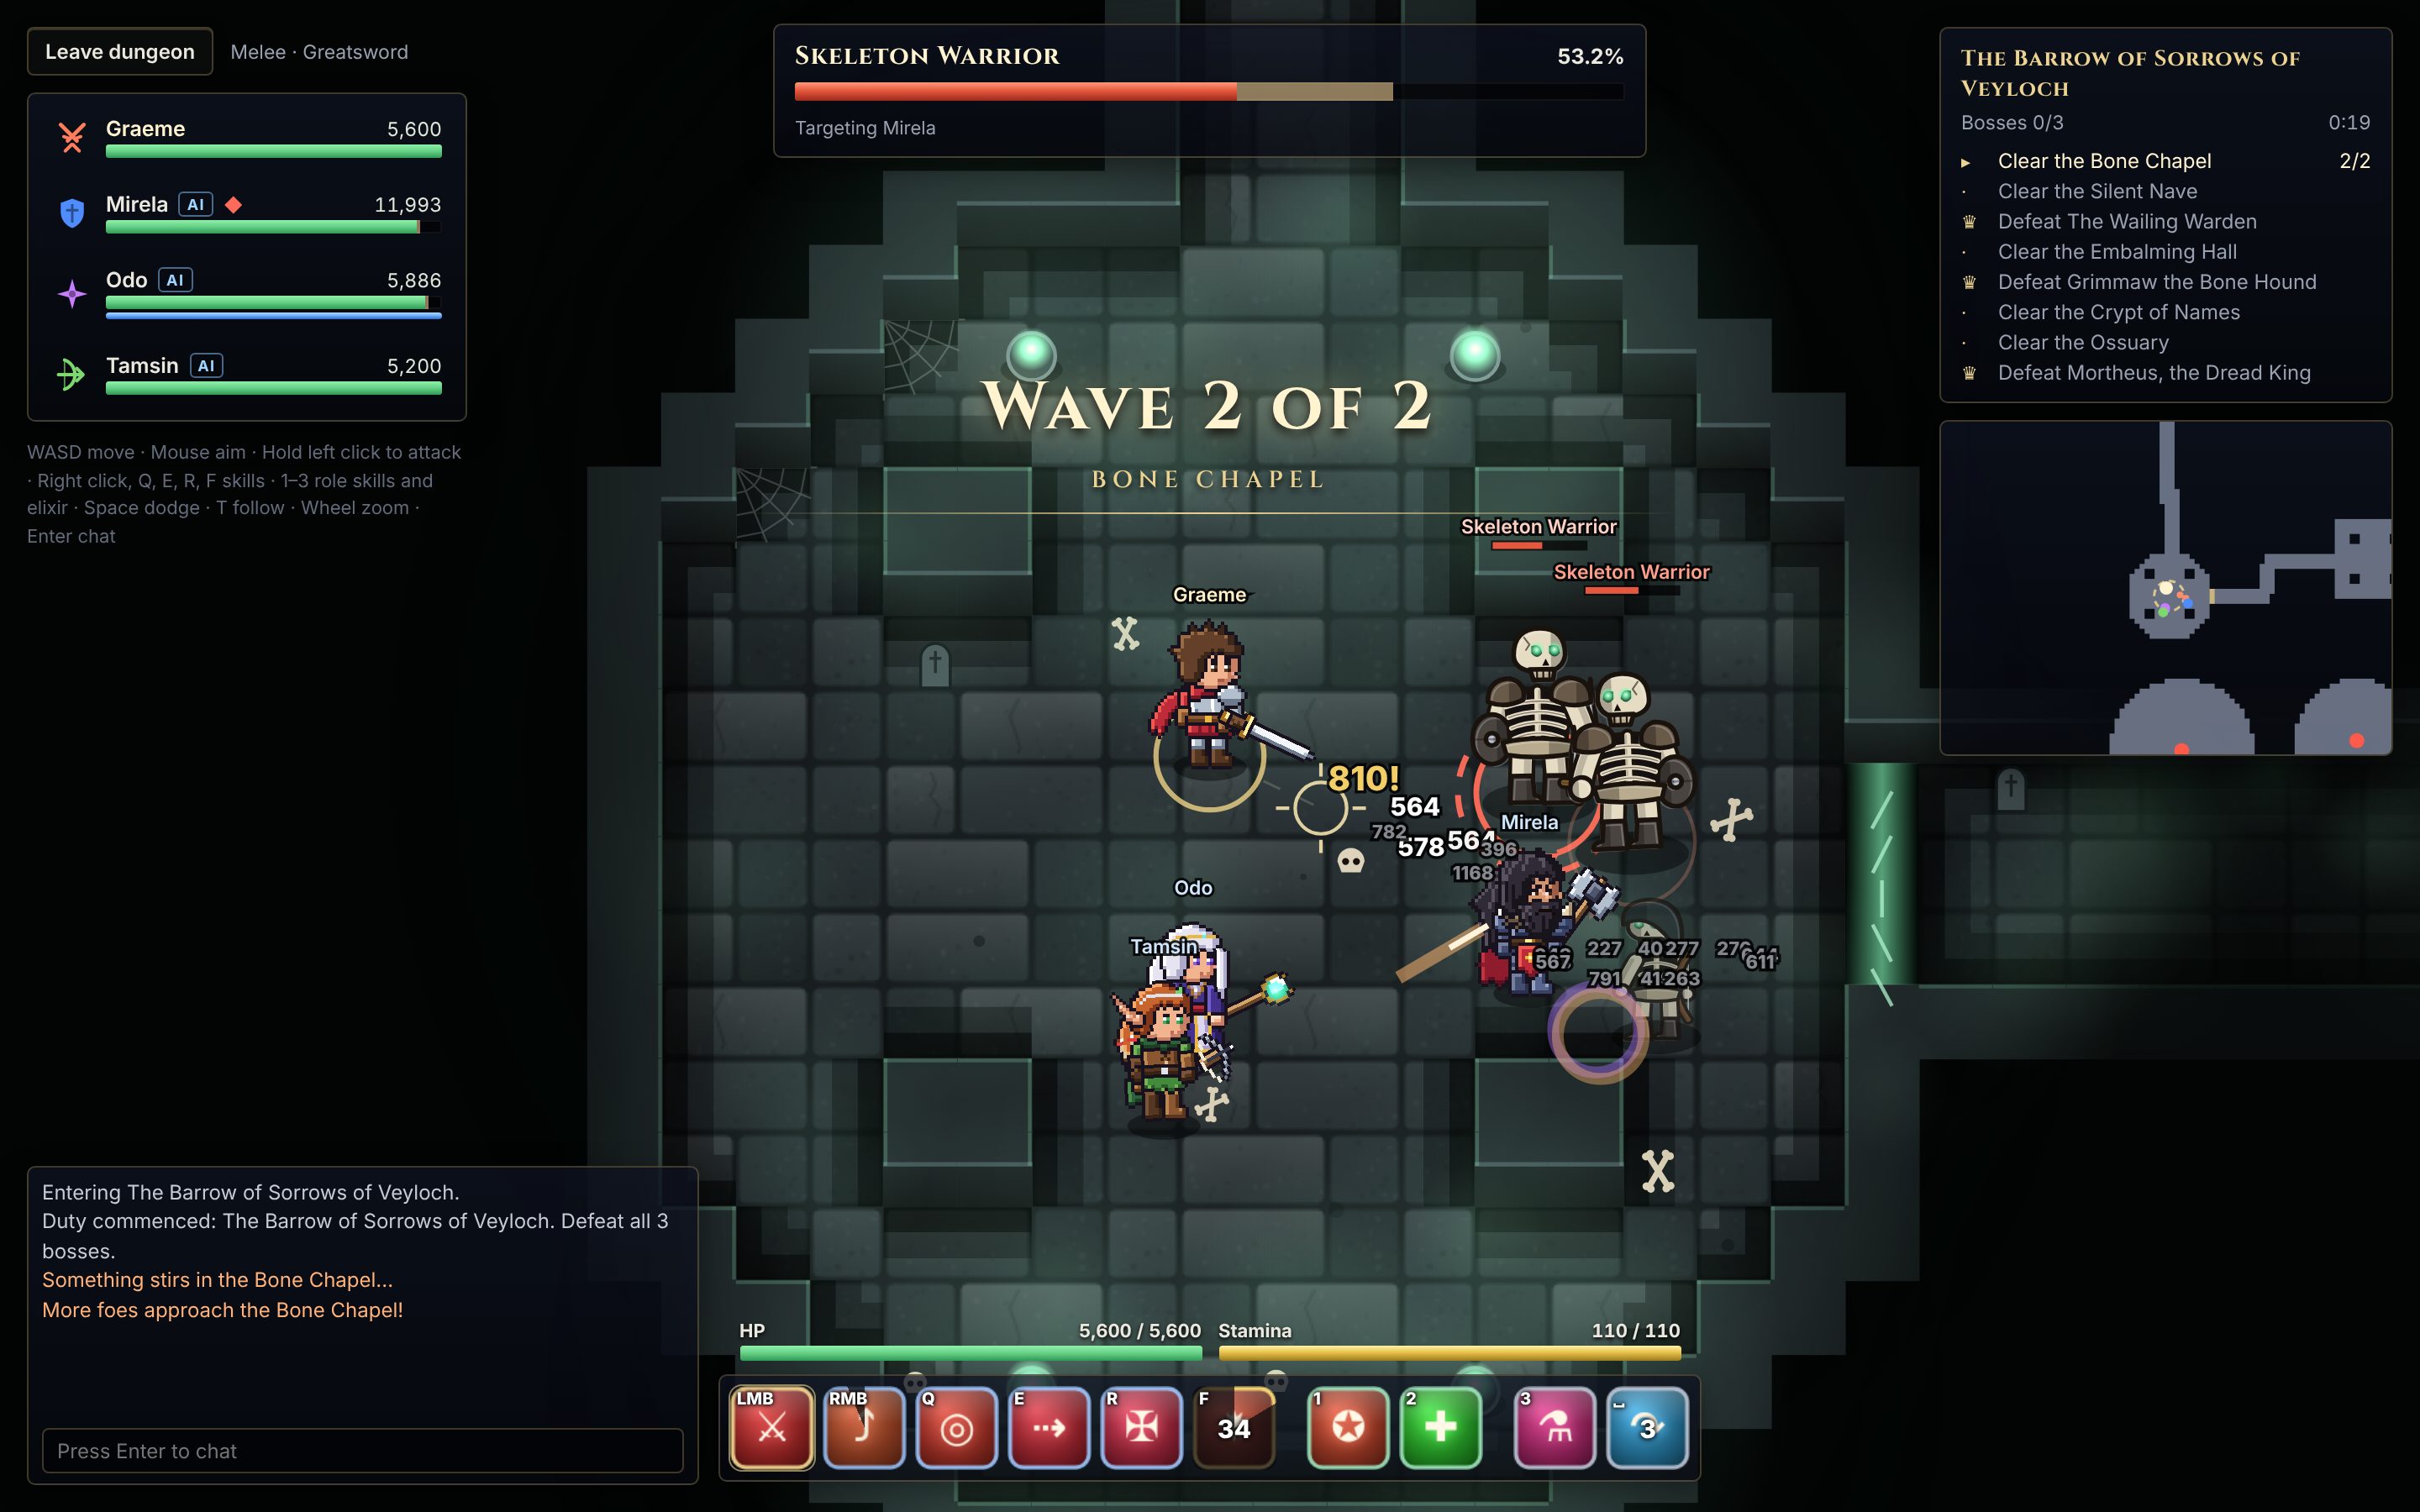 Leave dungeon
Melee · Greatsword
Graeme 5,600
Mirela AI 11,993
Odo AI 5,886
Tamsin AI 5,200
WASD move · Mouse aim · Hold left click to attack
· Right click, Q, E, R, F skills · 1–3 role skills and
elixir · Space dodge · T follow · Wheel zoom ·
Enter chat
Skeleton Warrior 53.2%
Targeting Mirela
The Barrow of Sorrows of
Veyloch
Bosses 0/3 0:19
Clear the Bone Chapel 2/2
Clear the Silent Nave
Defeat The Wailing Warden
Clear the Embalming Hall
Defeat Grimmaw the Bone Hound
Clear the Crypt of Names
Clear the Ossuary
Defeat Mortheus, the Dread King
Wave 2 of 2
BONE CHAPEL
Skeleton Warrior
Skeleton Warrior
Graeme
810!
564
Mirela
782
578
564
396
1168
Odo
Tamsin
227
40
277
567
611
791
41
263
Entering The Barrow of Sorrows of Veyloch.
Duty commenced: The Barrow of Sorrows of Veyloch. Defeat all 3
bosses.
Something stirs in the Bone Chapel...
More foes approach the Bone Chapel!
Press Enter to chat
HP 5,600 / 5,600 Stamina 110 / 110
LMB RMB Q E R F 1 2 3
34 3